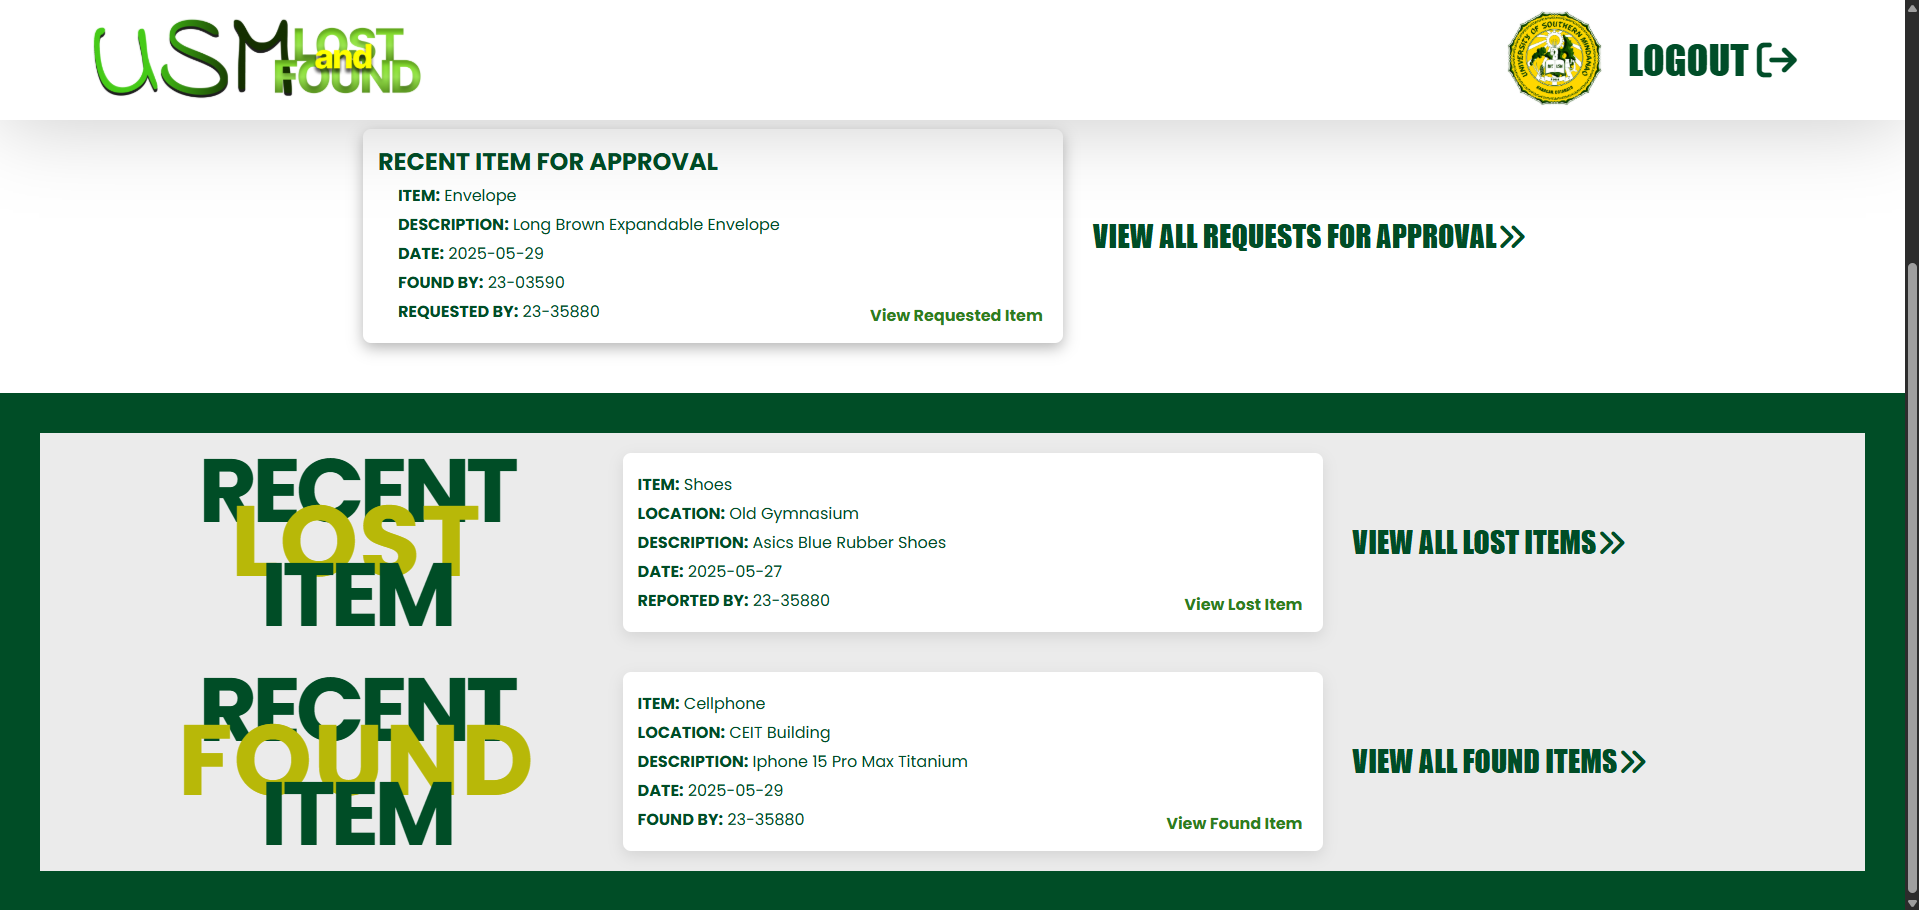 USM LOST
and
FOUND
UNIVERSITY OF SOUTHERN MINDANAO
LOGOUT
RECENT ITEM FOR APPROVAL
ITEM: Envelope
DESCRIPTION: Long Brown Expandable Envelope
DATE: 2025-05-29
FOUND BY: 23-03590
REQUESTED BY: 23-35880
View Requested Item
VIEW ALL REQUESTS FOR APPROVAL
RECENT
LOST
ITEM
ITEM: Shoes
LOCATION: Old Gymnasium
DESCRIPTION: Asics Blue Rubber Shoes
DATE: 2025-05-27
REPORTED BY: 23-35880
View Lost Item
VIEW ALL LOST ITEMS
RECENT
FOUND
ITEM
ITEM: Cellphone
LOCATION: CEIT Building
DESCRIPTION: Iphone 15 Pro Max Titanium
DATE: 2025-05-29
FOUND BY: 23-35880
View Found Item
VIEW ALL FOUND ITEMS